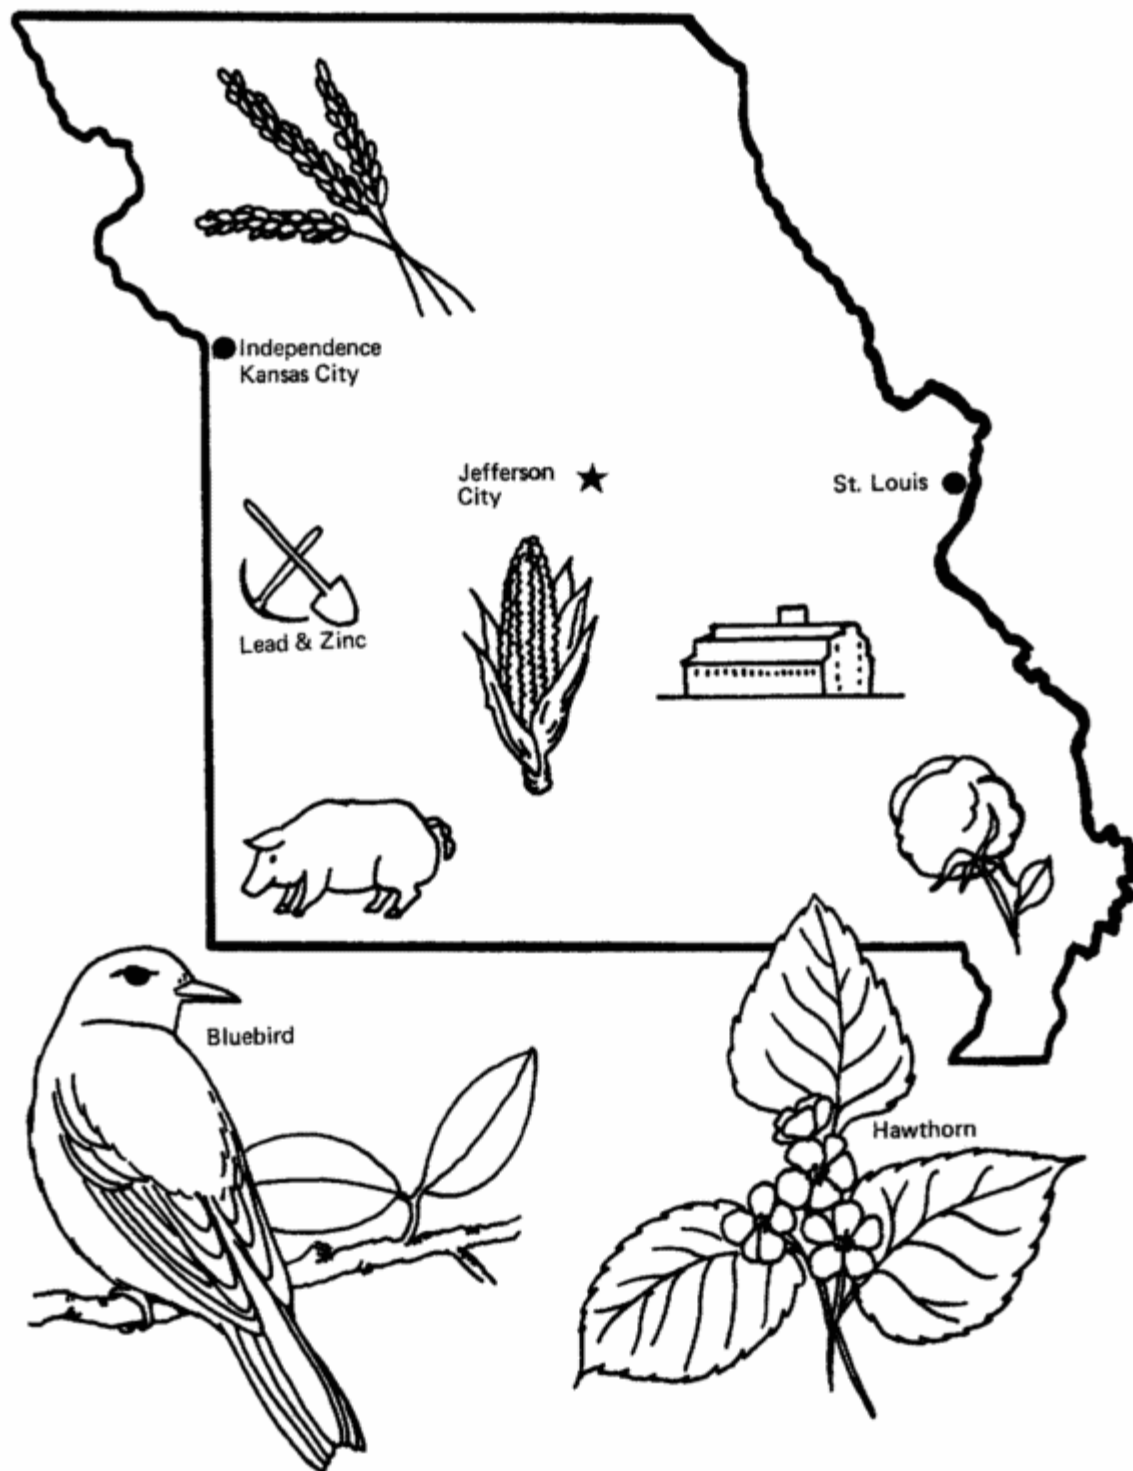 Independence
Kansas City
Jefferson
City
St. Louis
Lead & Zinc
Bluebird
Hawthorn